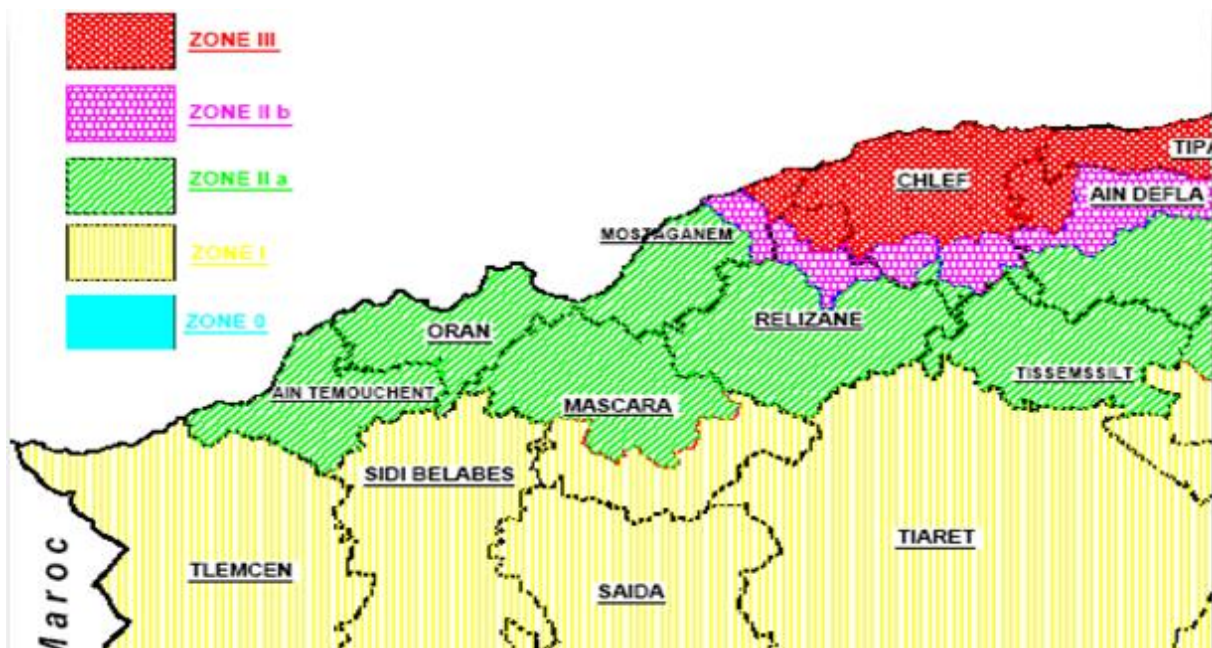 ZONE III
ZONE II b
ZONE II a
ZONE I
ZONE 0
CHLEF
TIPA
AIN DEFLA
MOSTAGANEM
RELIZANE
ORAN
TISSEMSSILT
AIN TEMOUCHENT
MASCARA
SIDI BELABES
TIARET
TLEMCEN
SAIDA
Maroc